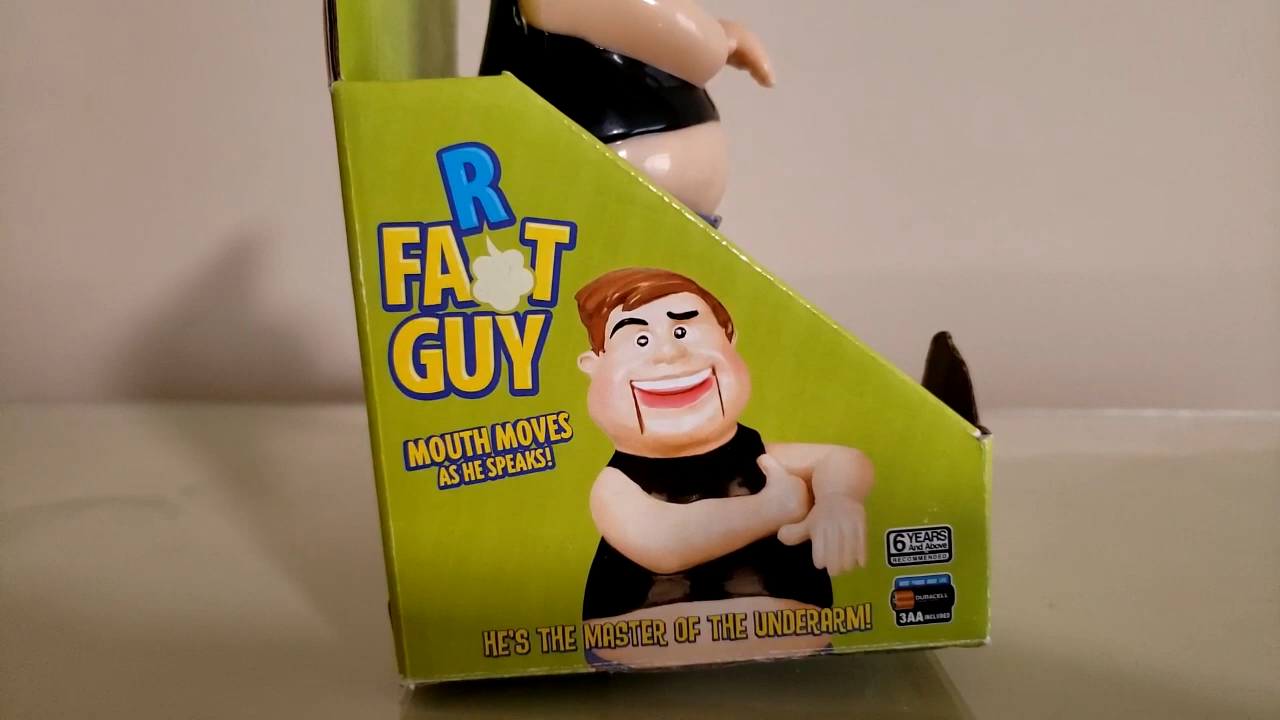 R
FA T
GUY
MOUTH MOVES
AS HE SPEAKS!
6 YEARS
And Above
RECOMMENDED
DURACELL
3AA INCLUDED
HE'S THE MASTER OF THE UNDERARM!